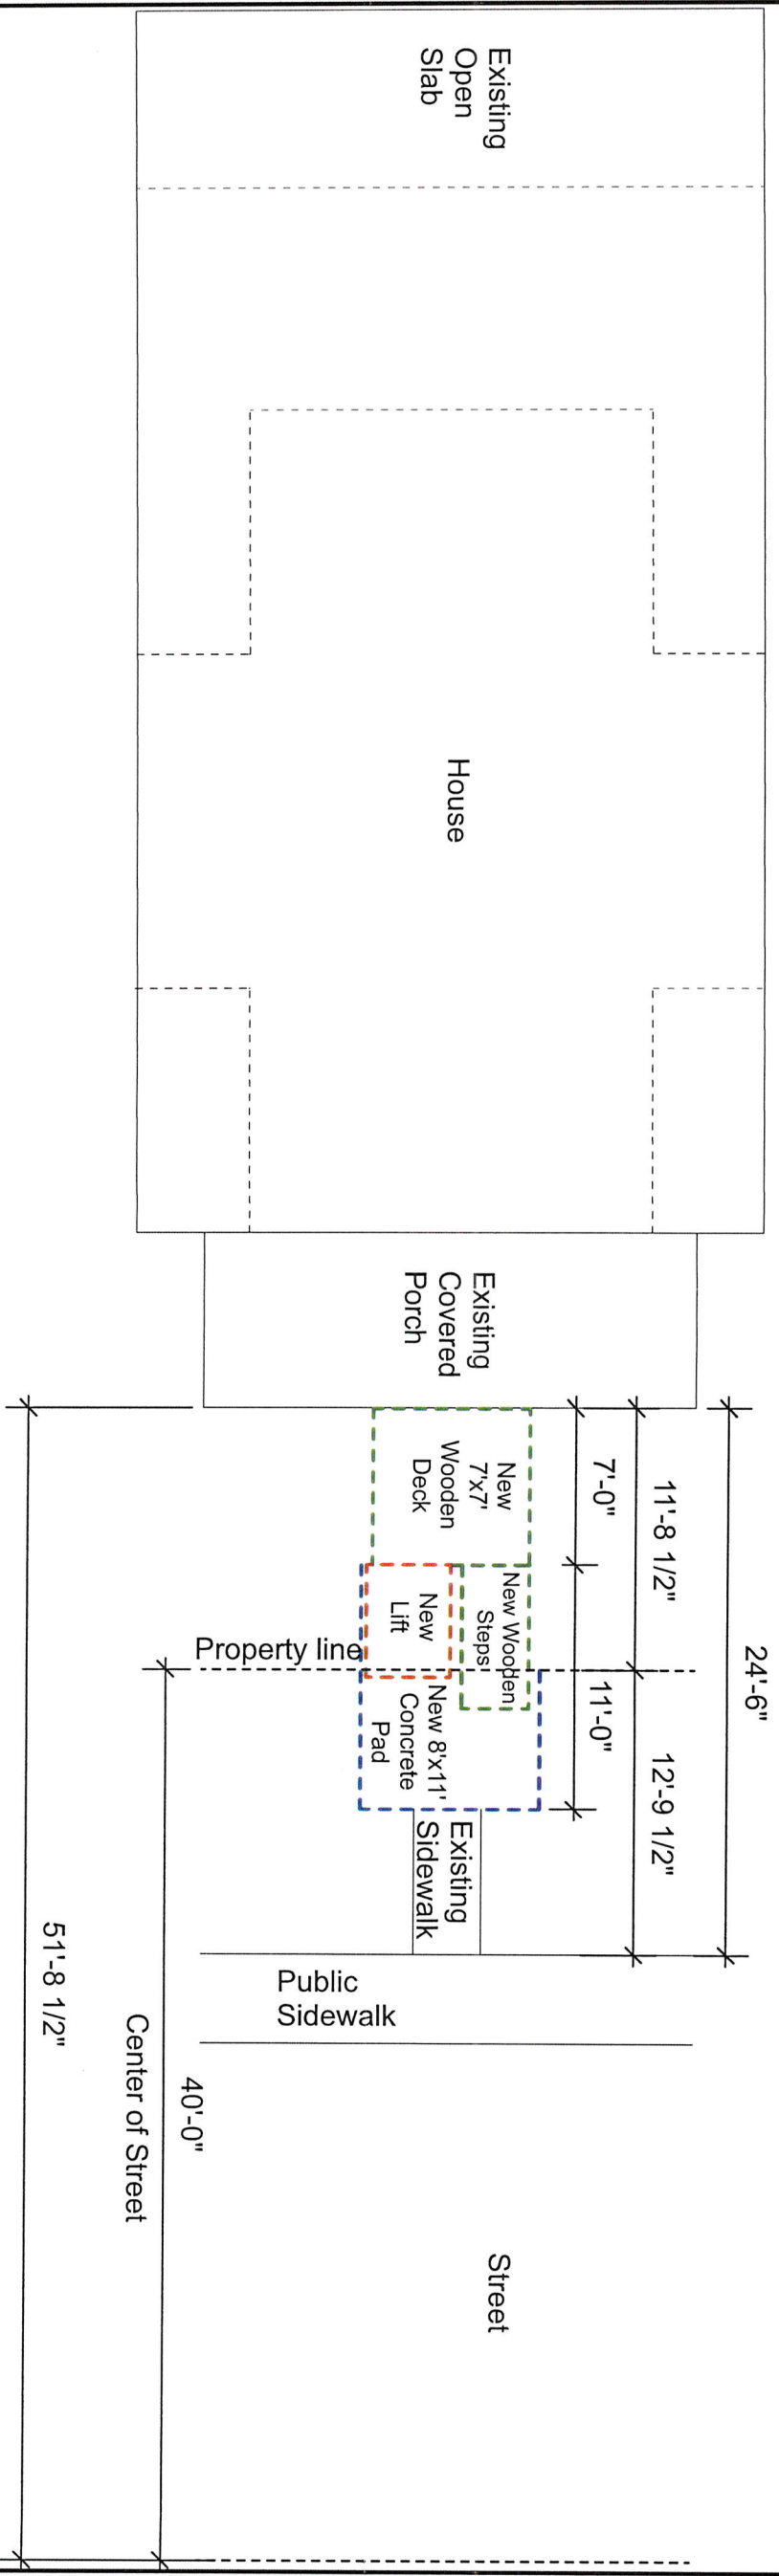 Existing
Open
Slab
House
Existing
Covered
Porch
New
7'x7'
Wooden
Deck
New Wooden
Steps
New
Lift
New 8'x11'
Concrete
Pad
Property line
Existing
Sidewalk
Public
Sidewalk
Street
Center of Street
7'-0"
11'-0"
11'-8 1/2"
12'-9 1/2"
24'-6"
40'-0"
51'-8 1/2"